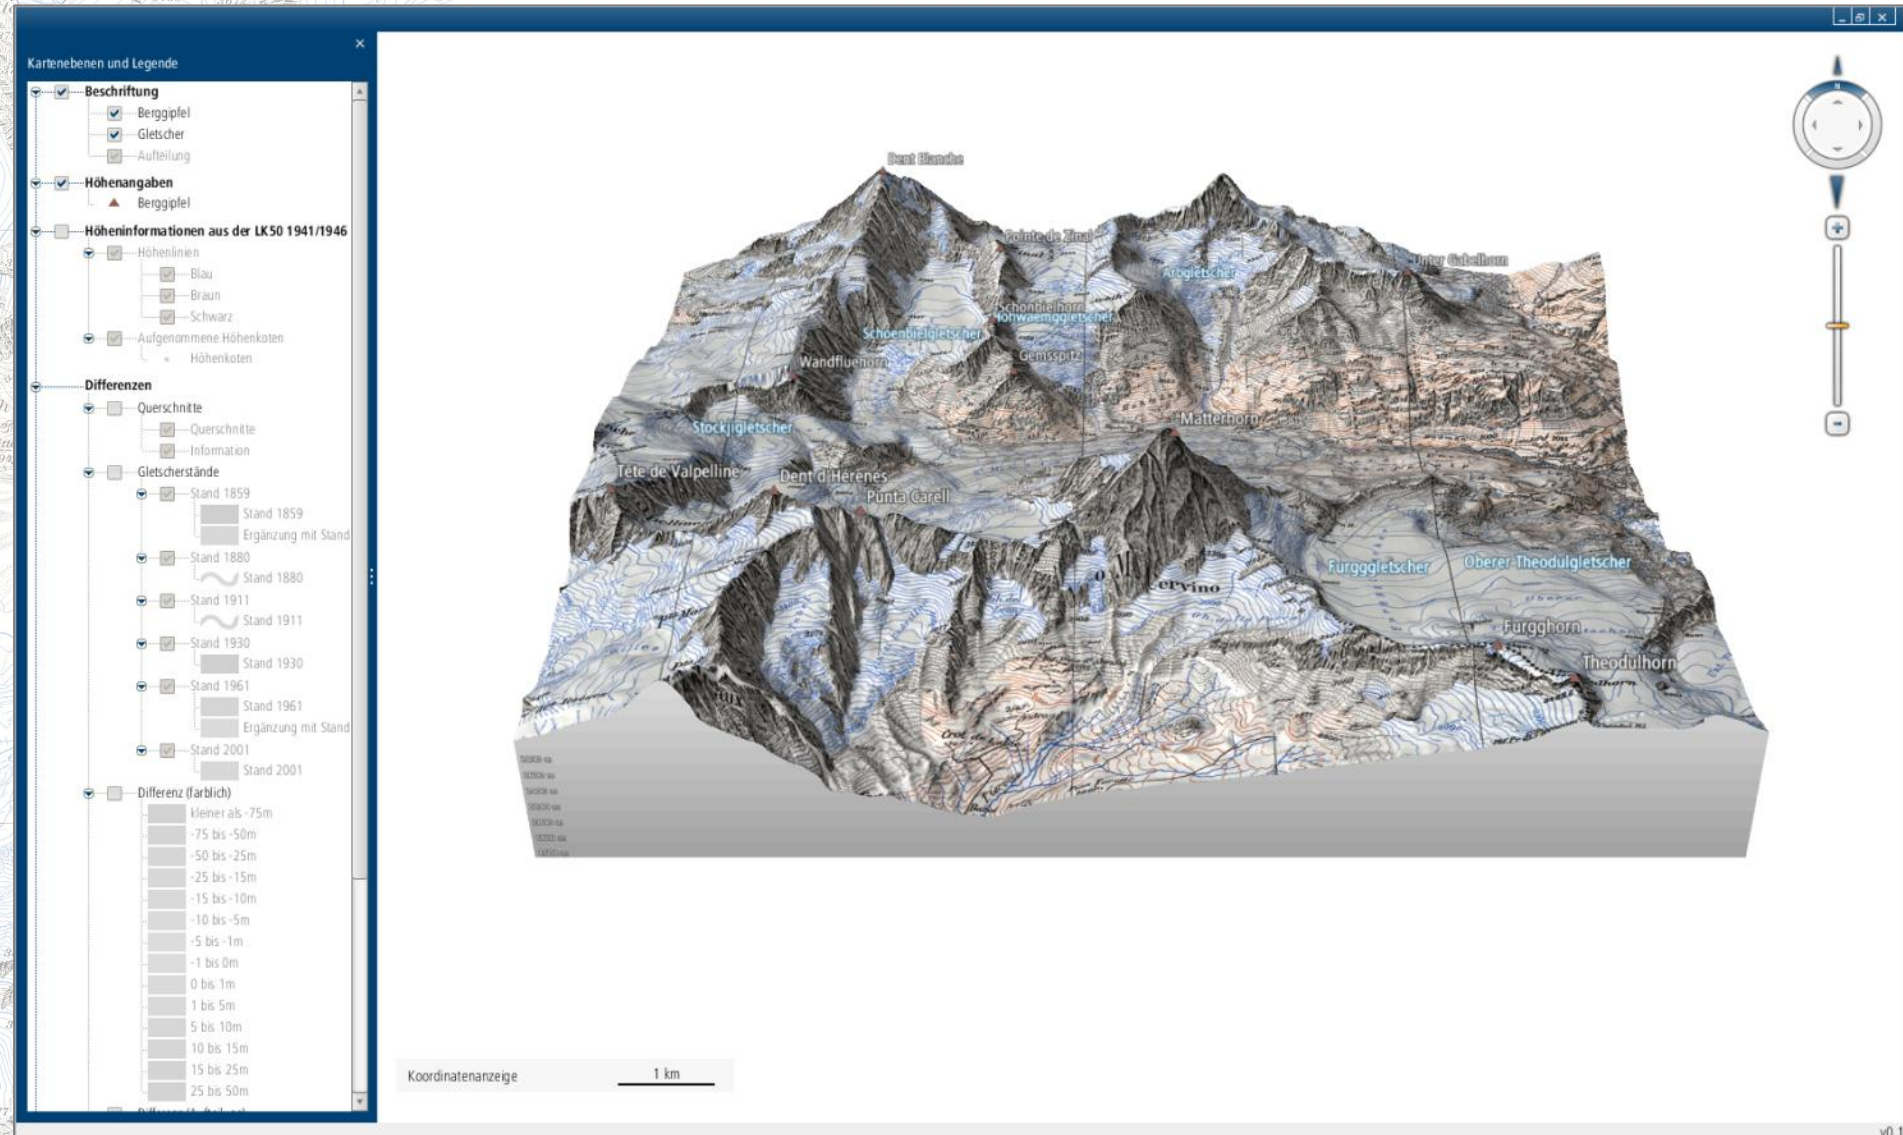 Kartenebenen und Legende
Beschriftung
Berggipfel
Gletscher
Aufteilung
Höhenangaben
Berggipfel
Höheninformationen aus der LK50 1941/1946
Höhenlinien
Blau
Braun
Schwarz
Aufgenommene Höhenkoten
Höhenkoten
Differenzen
Querschnitte
Querschnitte
Information
Gletscherstände
Stand 1859
Stand 1859
Ergänzung mit Stand
Stand 1880
Stand 1880
Stand 1911
Stand 1911
Stand 1930
Stand 1930
Stand 1961
Stand 1961
Ergänzung mit Stand
Stand 2001
Stand 2001
Differenz (farblich)
kleiner als -75m
-75 bis -50m
-50 bis -25m
-25 bis -15m
-15 bis -10m
-10 bis -5m
-5 bis -1m
-1 bis 0m
0 bis 1m
1 bis 5m
5 bis 10m
10 bis 15m
15 bis 25m
25 bis 50m
Dent Blanche
Pointe de Zinal
Unter Gabelhorn
Arbgletscher
Schönbielhorn
Hohwaemggletscher
Schoenbielgletscher
Gemsspitz
Wandfluehorn
Matterhorn
Stockjigletscher
Tête de Valpelline
Dent d'Hérenes
Punta Carell
Furgggletscher
Oberer Theodulgletscher
ervino
Furgghorn
Theodulhorn
N
Koordinatenanzeige
1 km
v0.1